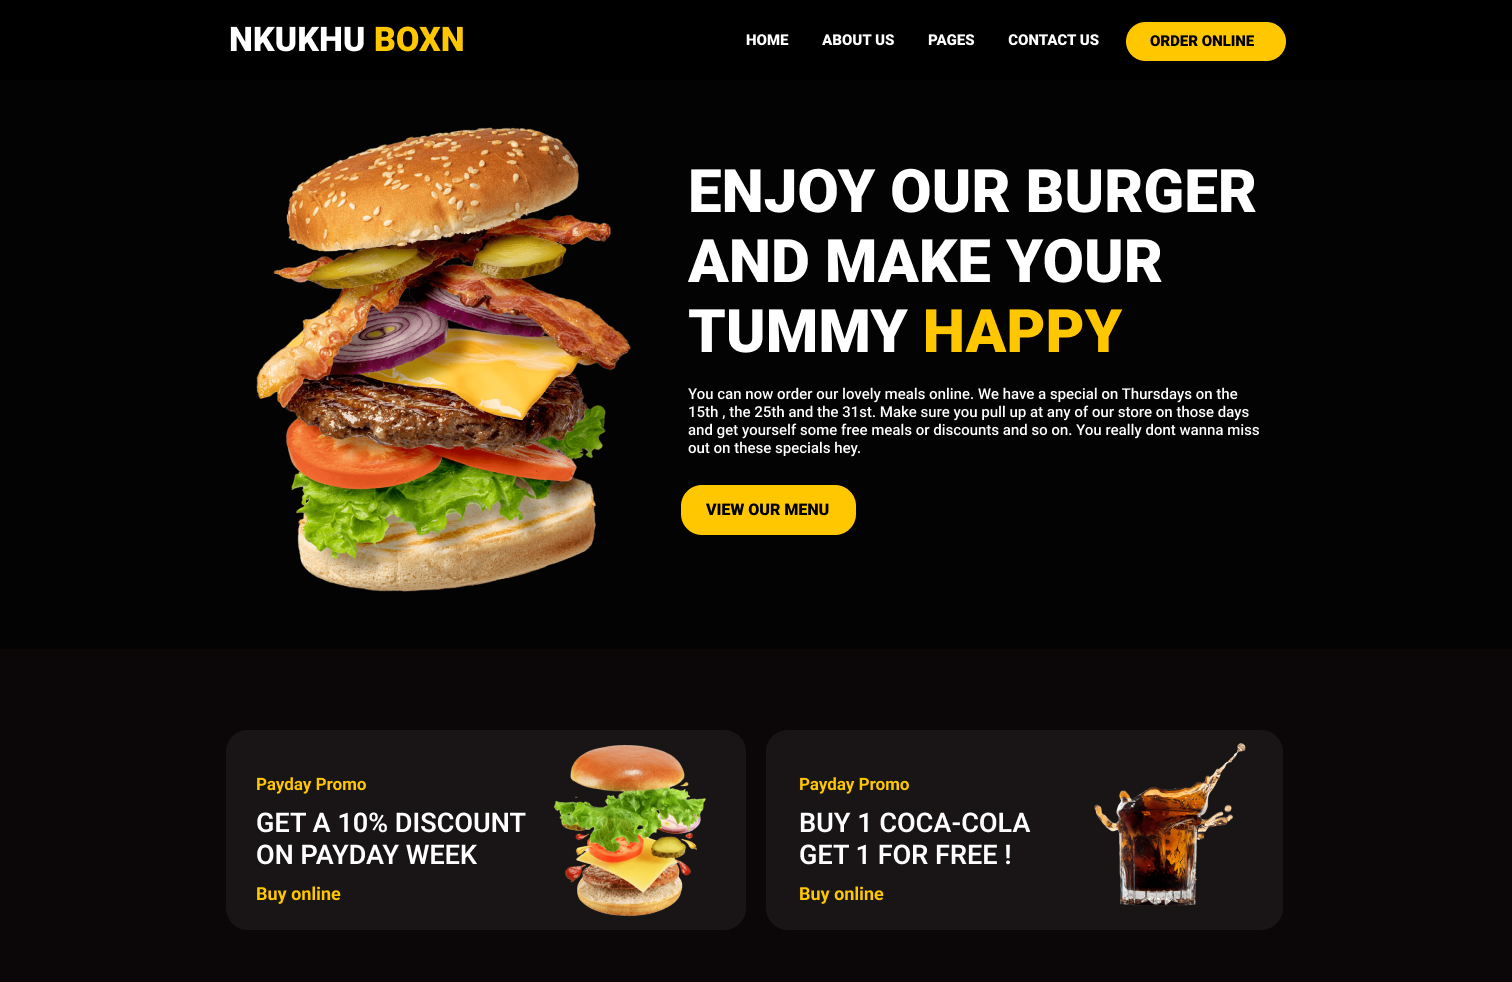 NKUKHU BOXN
HOME ABOUT US PAGES CONTACT US ORDER ONLINE
ENJOY OUR BURGER
AND MAKE YOUR
TUMMY HAPPY
You can now order our lovely meals online. We have a special on Thursdays on the
15th , the 25th and the 31st. Make sure you pull up at any of our store on those days
and get yourself some free meals or discounts and so on. You really dont wanna miss
out on these specials hey.
VIEW OUR MENU
Payday Promo
GET A 10% DISCOUNT
ON PAYDAY WEEK
Buy online
Payday Promo
BUY 1 COCA-COLA
GET 1 FOR FREE !
Buy online